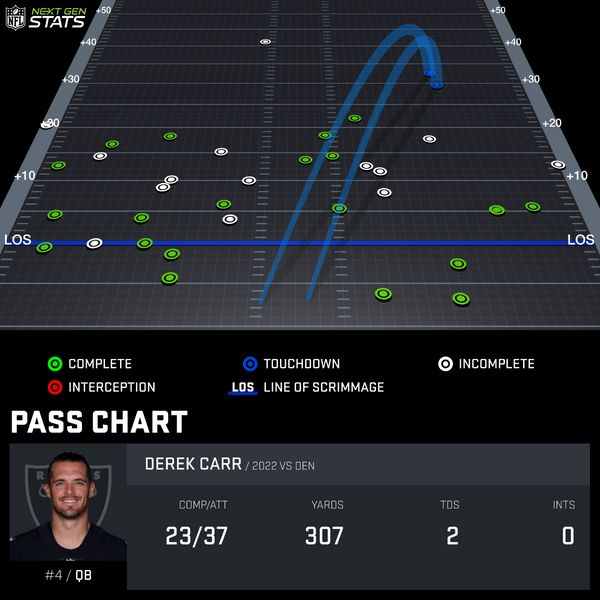 NFL NEXT GEN STATS
+50 +50
+40 +40
+30 +30
+20 +20
+10 +10
LOS LOS
COMPLETE TOUCHDOWN INCOMPLETE
INTERCEPTION LOS LINE OF SCRIMMAGE
PASS CHART
DEREK CARR / 2022 VS DEN
COMP/ATT YARDS TDS INTS
23/37 307 2 0
#4 / QB